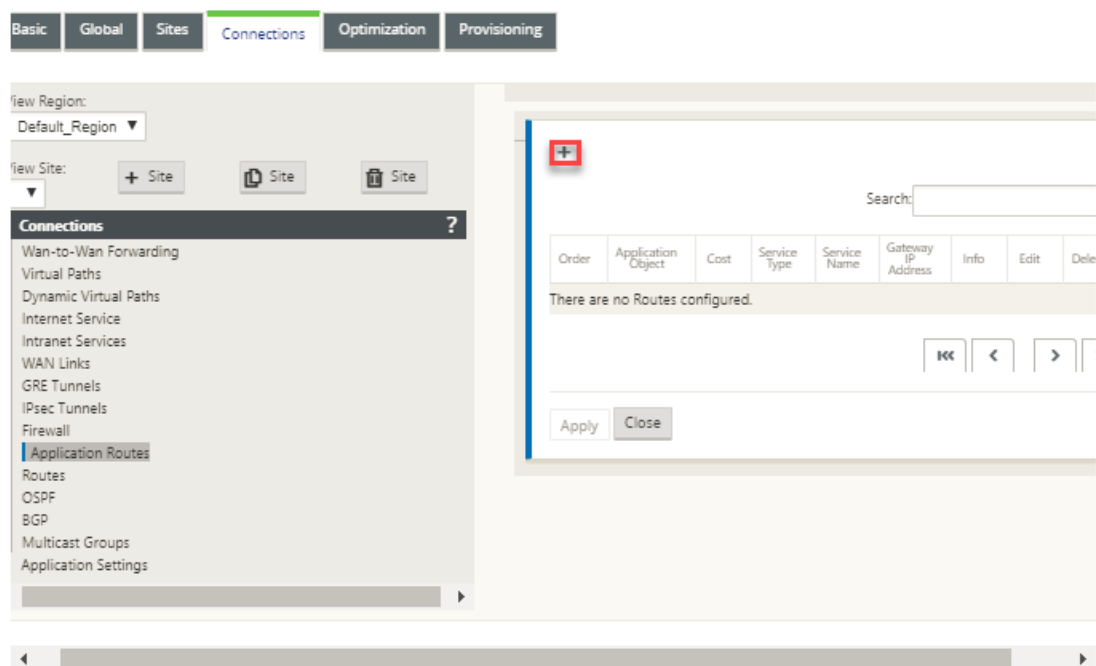 Basic Global Sites Connections Optimization Provisioning
View Region:
Default_Region ▼
View Site:
▼ + Site Site Site
Connections ?
Wan-to-Wan Forwarding
Virtual Paths
Dynamic Virtual Paths
Internet Service
Intranet Services
WAN Links
GRE Tunnels
IPsec Tunnels
Firewall
Application Routes
Routes
OSPF
BGP
Multicast Groups
Application Settings
+
Search:
Order Application Object Cost Service Type Service Name Gateway IP Address Info Edit Dele
There are no Routes configured.
Apply Close